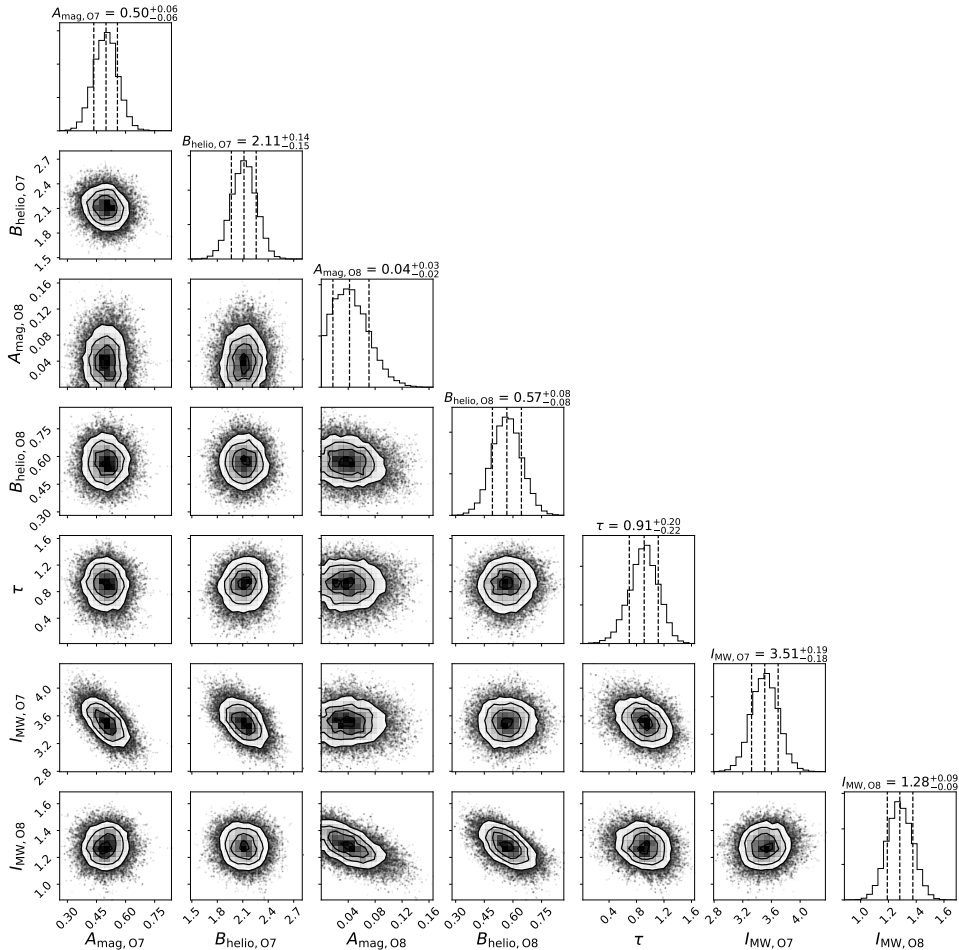 A_mag, O7 = 0.50 +0.06 −0.06
B_helio, O7 = 2.11 +0.14 −0.15
B_helio, O7
2.7
2.4
2.1
1.8
1.5
A_mag, O8 = 0.04 +0.03 −0.02
A_mag, O8
0.16
0.12
0.08
0.04
B_helio, O8 = 0.57 +0.08 −0.08
B_helio, O8
0.75
0.60
0.45
0.30
τ = 0.91 +0.20 −0.22
τ
1.6
1.2
0.8
0.4
I_MW, O7 = 3.51 +0.19 −0.18
I_MW, O7
4.0
3.6
3.2
2.8
I_MW, O8 = 1.28 +0.09 −0.09
I_MW, O8
1.6
1.4
1.2
1.0
0.30 0.45 0.60 0.75 1.5 1.8 2.1 2.4 2.7 0.04 0.08 0.12 0.16 0.30 0.45 0.60 0.75 0.4 0.8 1.2 1.6 2.8 3.2 3.6 4.0 1.0 1.2 1.4 1.6
A_mag, O7 B_helio, O7 A_mag, O8 B_helio, O8 τ I_MW, O7 I_MW, O8